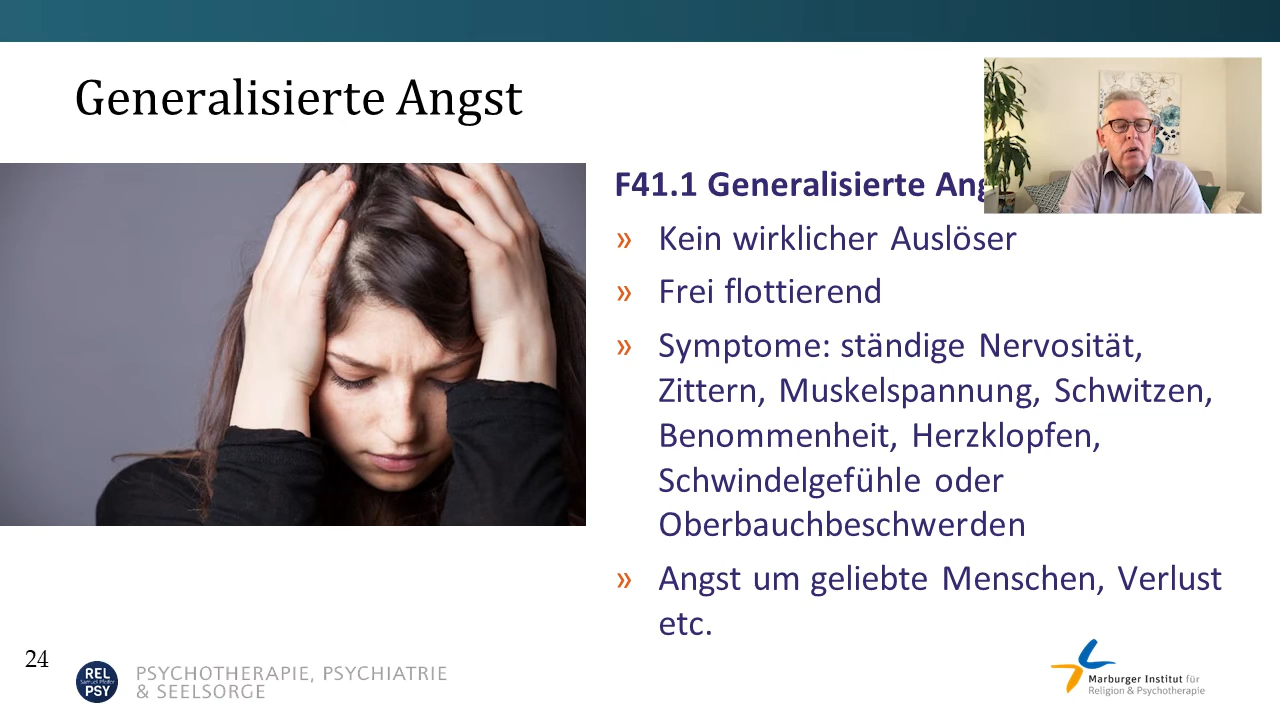 Generalisierte Angst
F41.1 Generalisierte
» Kein wirklicher Auslöser
» Frei flottierend
» Symptome: ständige Nervosität,
Zittern, Muskelspannung, Schwitzen,
Benommenheit, Herzklopfen,
Schwindelgefühle oder
Oberbauchbeschwerden
» Angst um geliebte Menschen, Verlust
etc.
24
REL
Samuel Pfeifer
PSY
PSYCHOTHERAPIE, PSYCHIATRIE
& SEELSORGE
Marburger Institut für
Religion & Psychotherapie